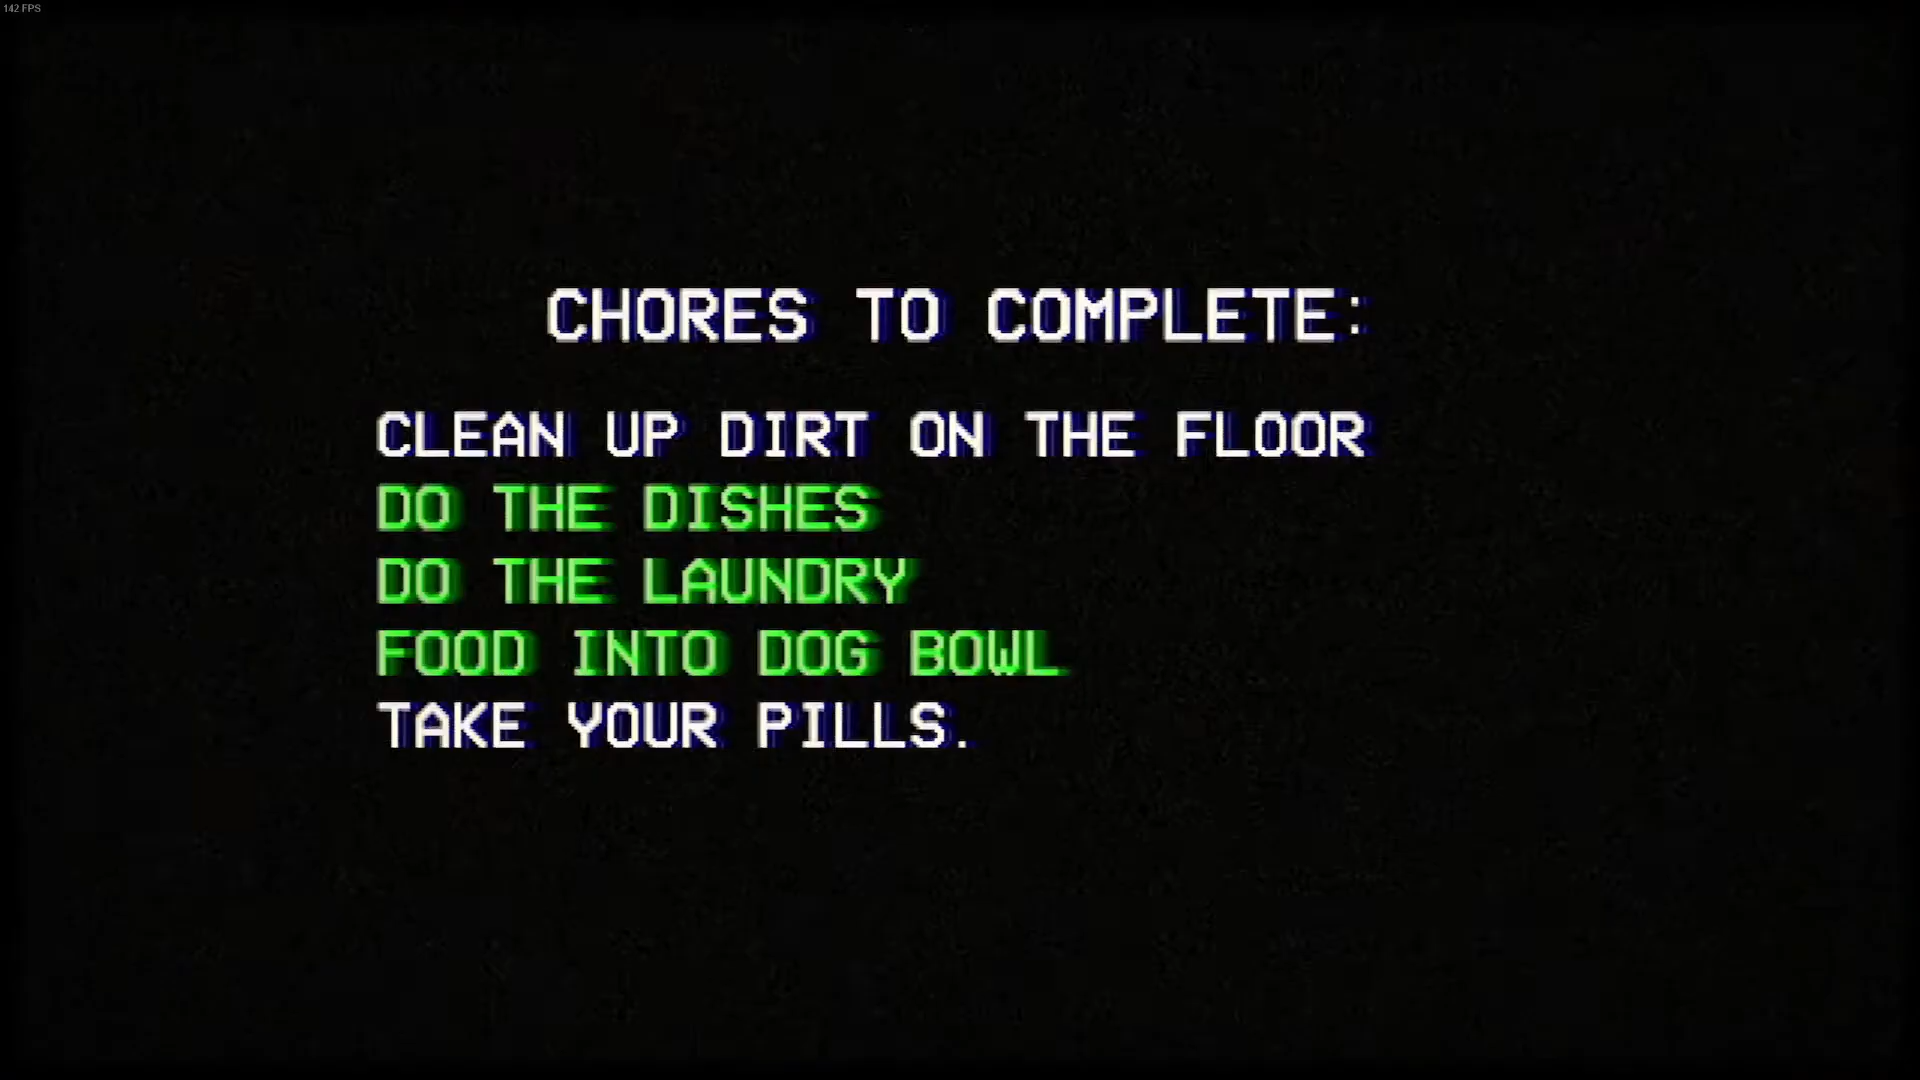 142 FPS
CHORES TO COMPLETE:
CLEAN UP DIRT ON THE FLOOR
DO THE DISHES
DO THE LAUNDRY
FOOD INTO DOG BOWL
TAKE YOUR PILLS.